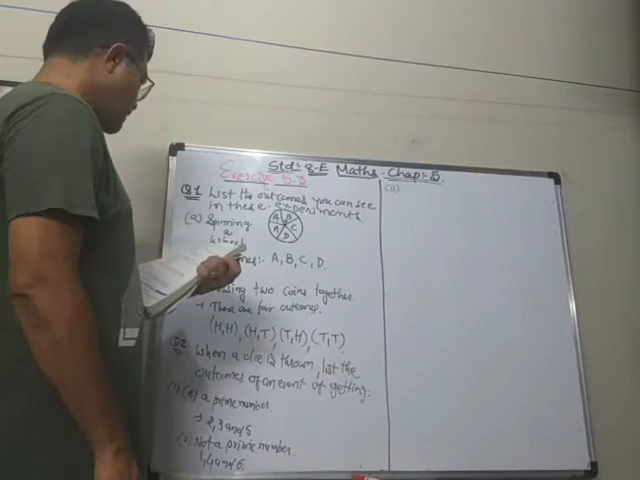 Std:- 8-E Maths Chap:- 5.
Exercise 5.3
Q1 List the outcomes you can see
in these experiments.
(a) Spinning
a
wheel
A B
A C
D
:- A, B, C, D.
two coins together.
→ There are four outcomes.
(H,H), (H,T) (T,H), (T,T)
Q2 When a die is thrown, list the
outcomes of an event of getting:
(i) (a) a prime number.
→ 2, 3 and 5
Not a prime number.
1, 4 and 6.
(ii)